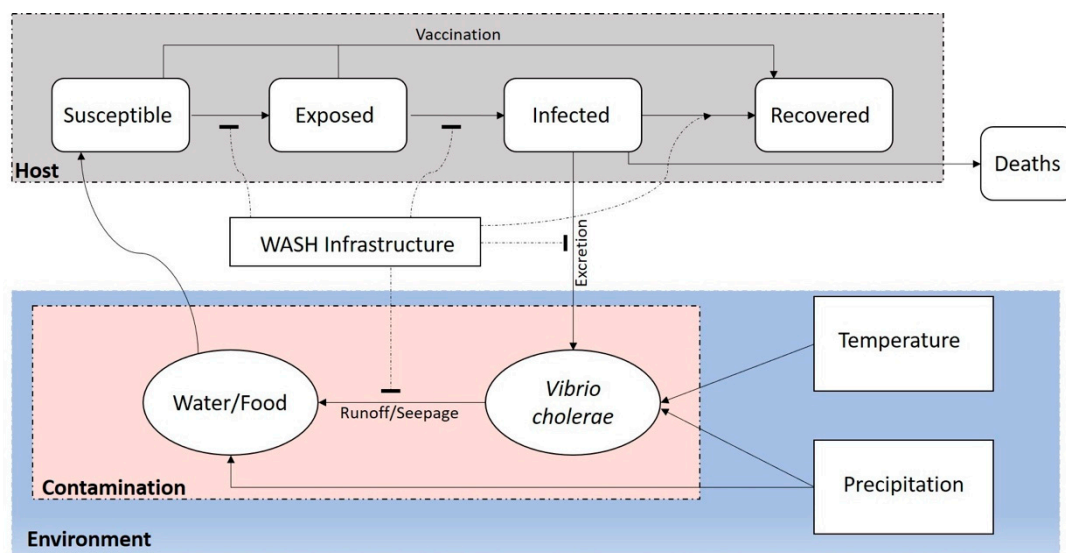 Vaccination
Susceptible
Exposed
Infected
Recovered
Host
Deaths
WASH Infrastructure
Excretion
Temperature
Water/Food
Vibrio
cholerae
Runoff/Seepage
Contamination
Precipitation
Environment